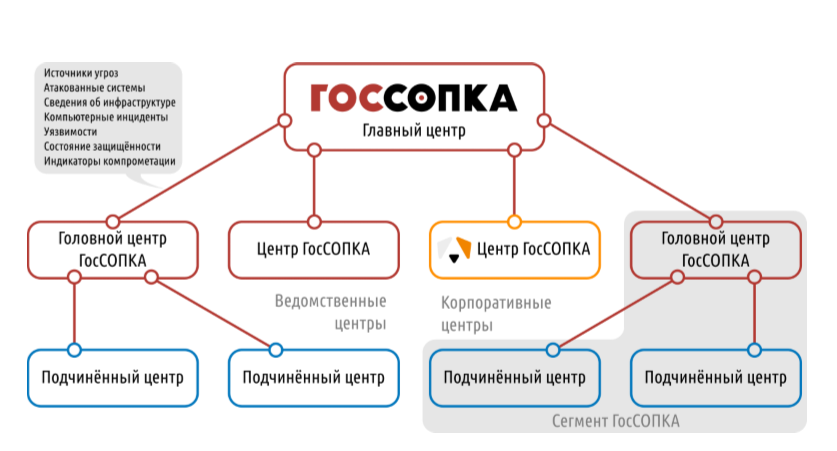 Источники угроз
Атакованные системы
Сведения об инфраструктуре
Компьютерные инциденты
Уязвимости
Состояние защищённости
Индикаторы компрометации
ГОССОПКА
Главный центр
Головной центр
ГосСОПКА
Центр ГосСОПКА
Центр ГосСОПКА
Головной центр
ГосСОПКА
Ведомственные
центры
Корпоративные
центры
Подчинённый центр
Подчинённый центр
Подчинённый центр
Подчинённый центр
Сегмент ГосСОПКА